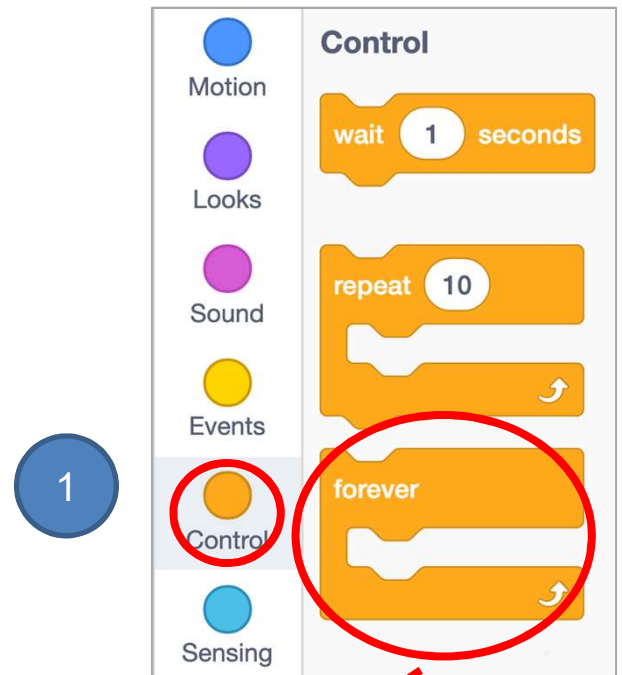 Control
Motion
wait 1 seconds
Looks
repeat 10
Sound
Events
1
forever
Control
Sensing